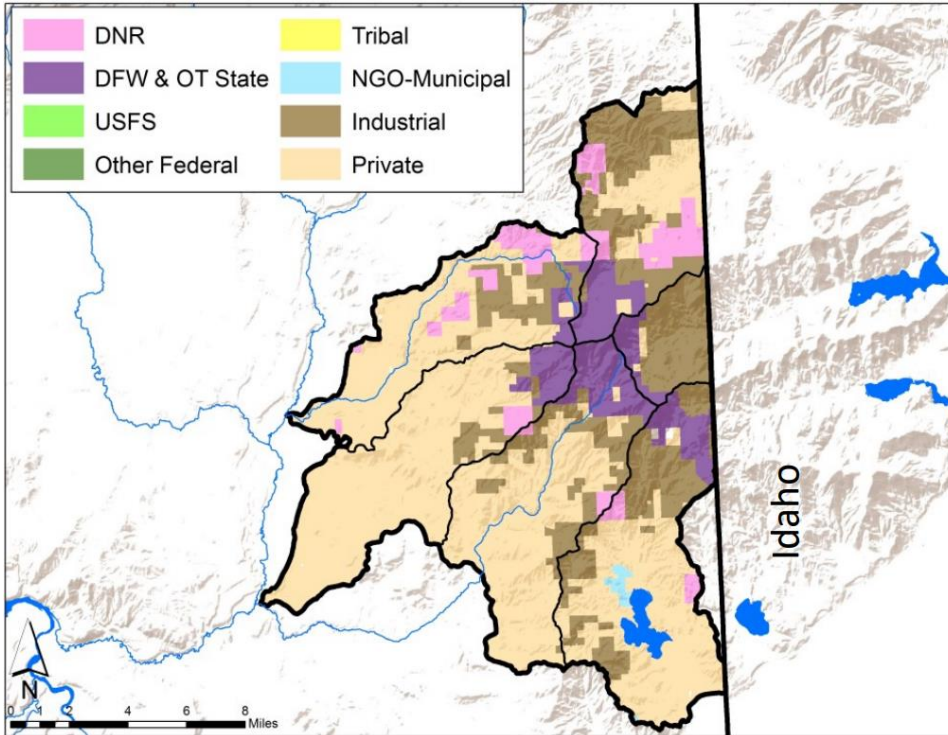 DNR
DFW & OT State
USFS
Other Federal
Tribal
NGO-Municipal
Industrial
Private
Idaho
N
0 1 2 4 6 8
Miles